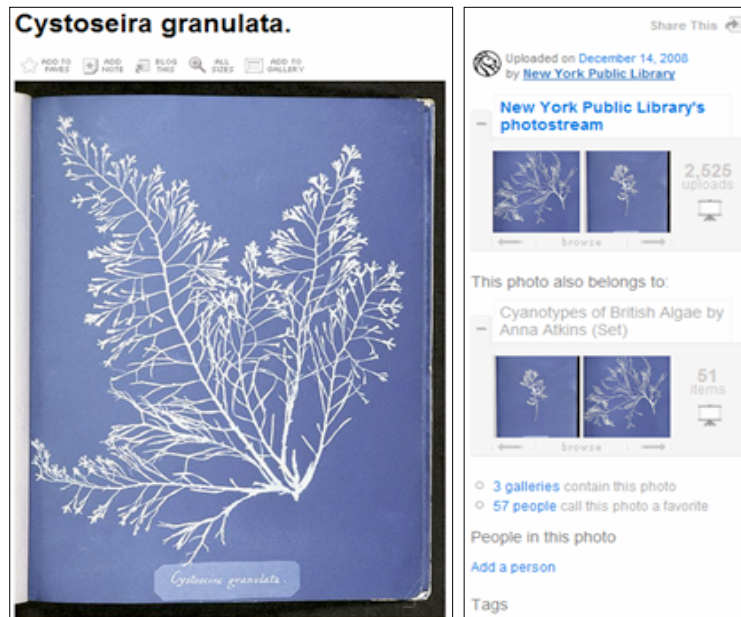 Cystoseira granulata.
ADD TO FAVES
ADD NOTE
BLOG THIS
ALL SIZES
ADD TO GALLERY
Cystoseira granulata.
Share This
Uploaded on December 14, 2008
by New York Public Library
New York Public Library's
photostream
2,525
uploads
browse
This photo also belongs to:
Cyanotypes of British Algae by
Anna Atkins (Set)
51
items
browse
3 galleries contain this photo
57 people call this photo a favorite
People in this photo
Add a person
Tags